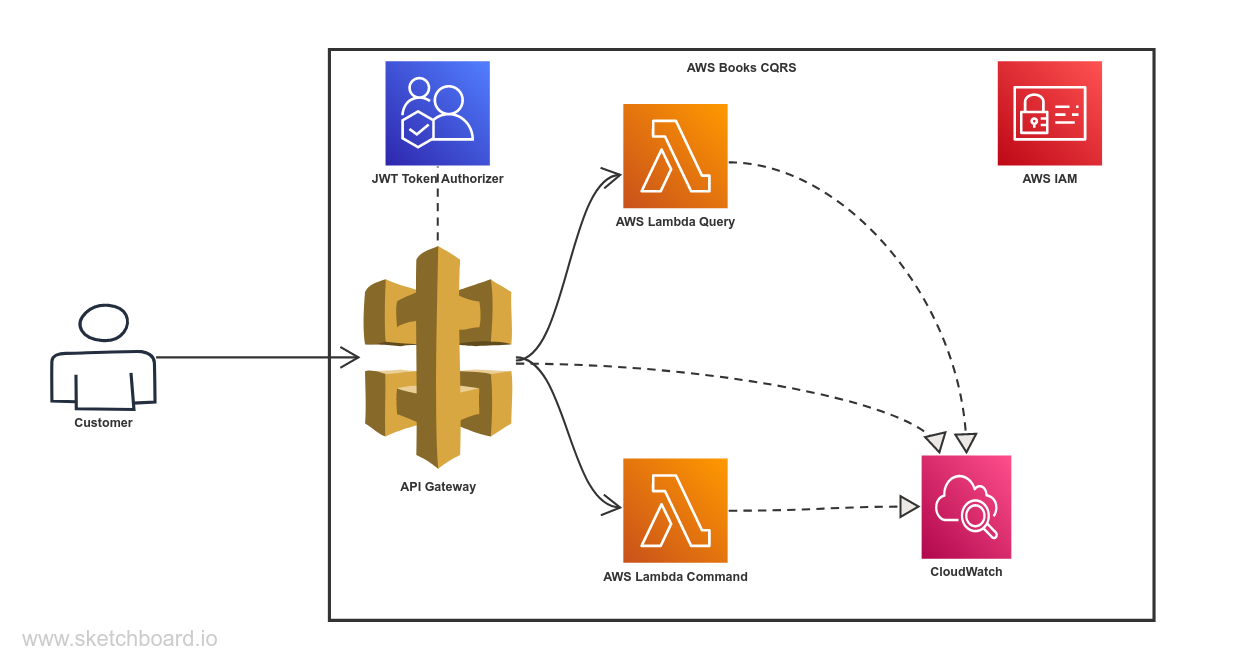 AWS Books CQRS
JWT Token Authorizer
AWS Lambda Query
AWS IAM
Customer
API Gateway
AWS Lambda Command
CloudWatch
www.sketchboard.io